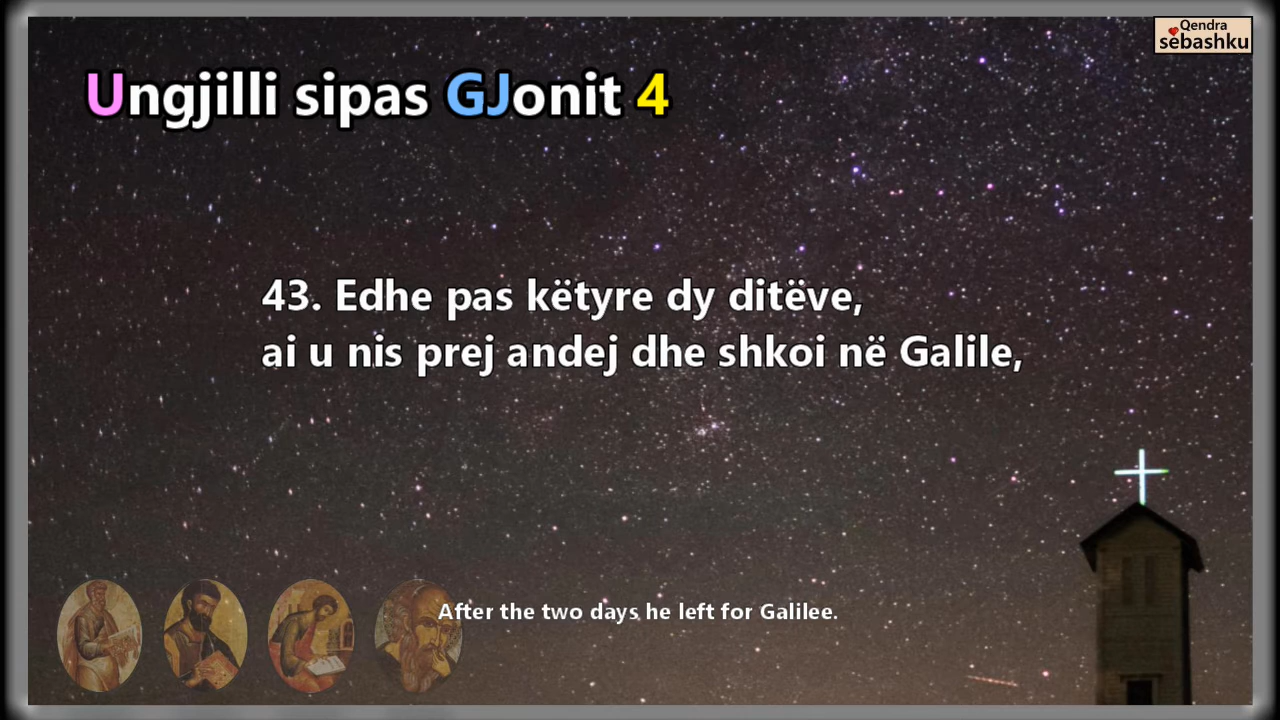 Qendra
sëbashku
Ungjilli sipas GJonit 4
43. Edhe pas këtyre dy ditëve,
ai u nis prej andej dhe shkoi në Galile,
After the two days he left for Galilee.